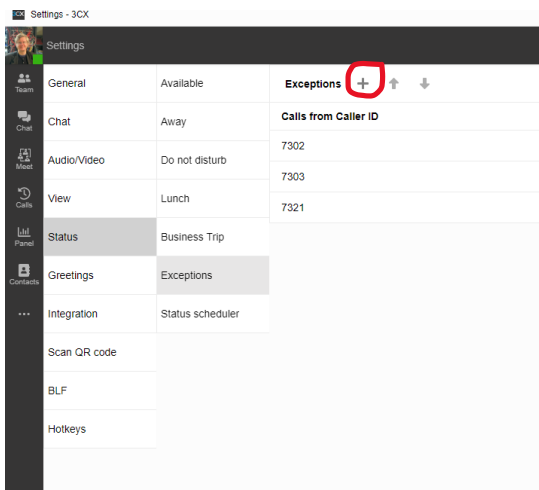 3CX Settings - 3CX
Settings
Team
Chat
Meet
Calls
Panel
Contacts
General
Chat
Audio/Video
View
Status
Greetings
Integration
Scan QR code
BLF
Hotkeys
Available
Away
Do not disturb
Lunch
Business Trip
Exceptions
Status scheduler
Exceptions
Calls from Caller ID
7302
7303
7321